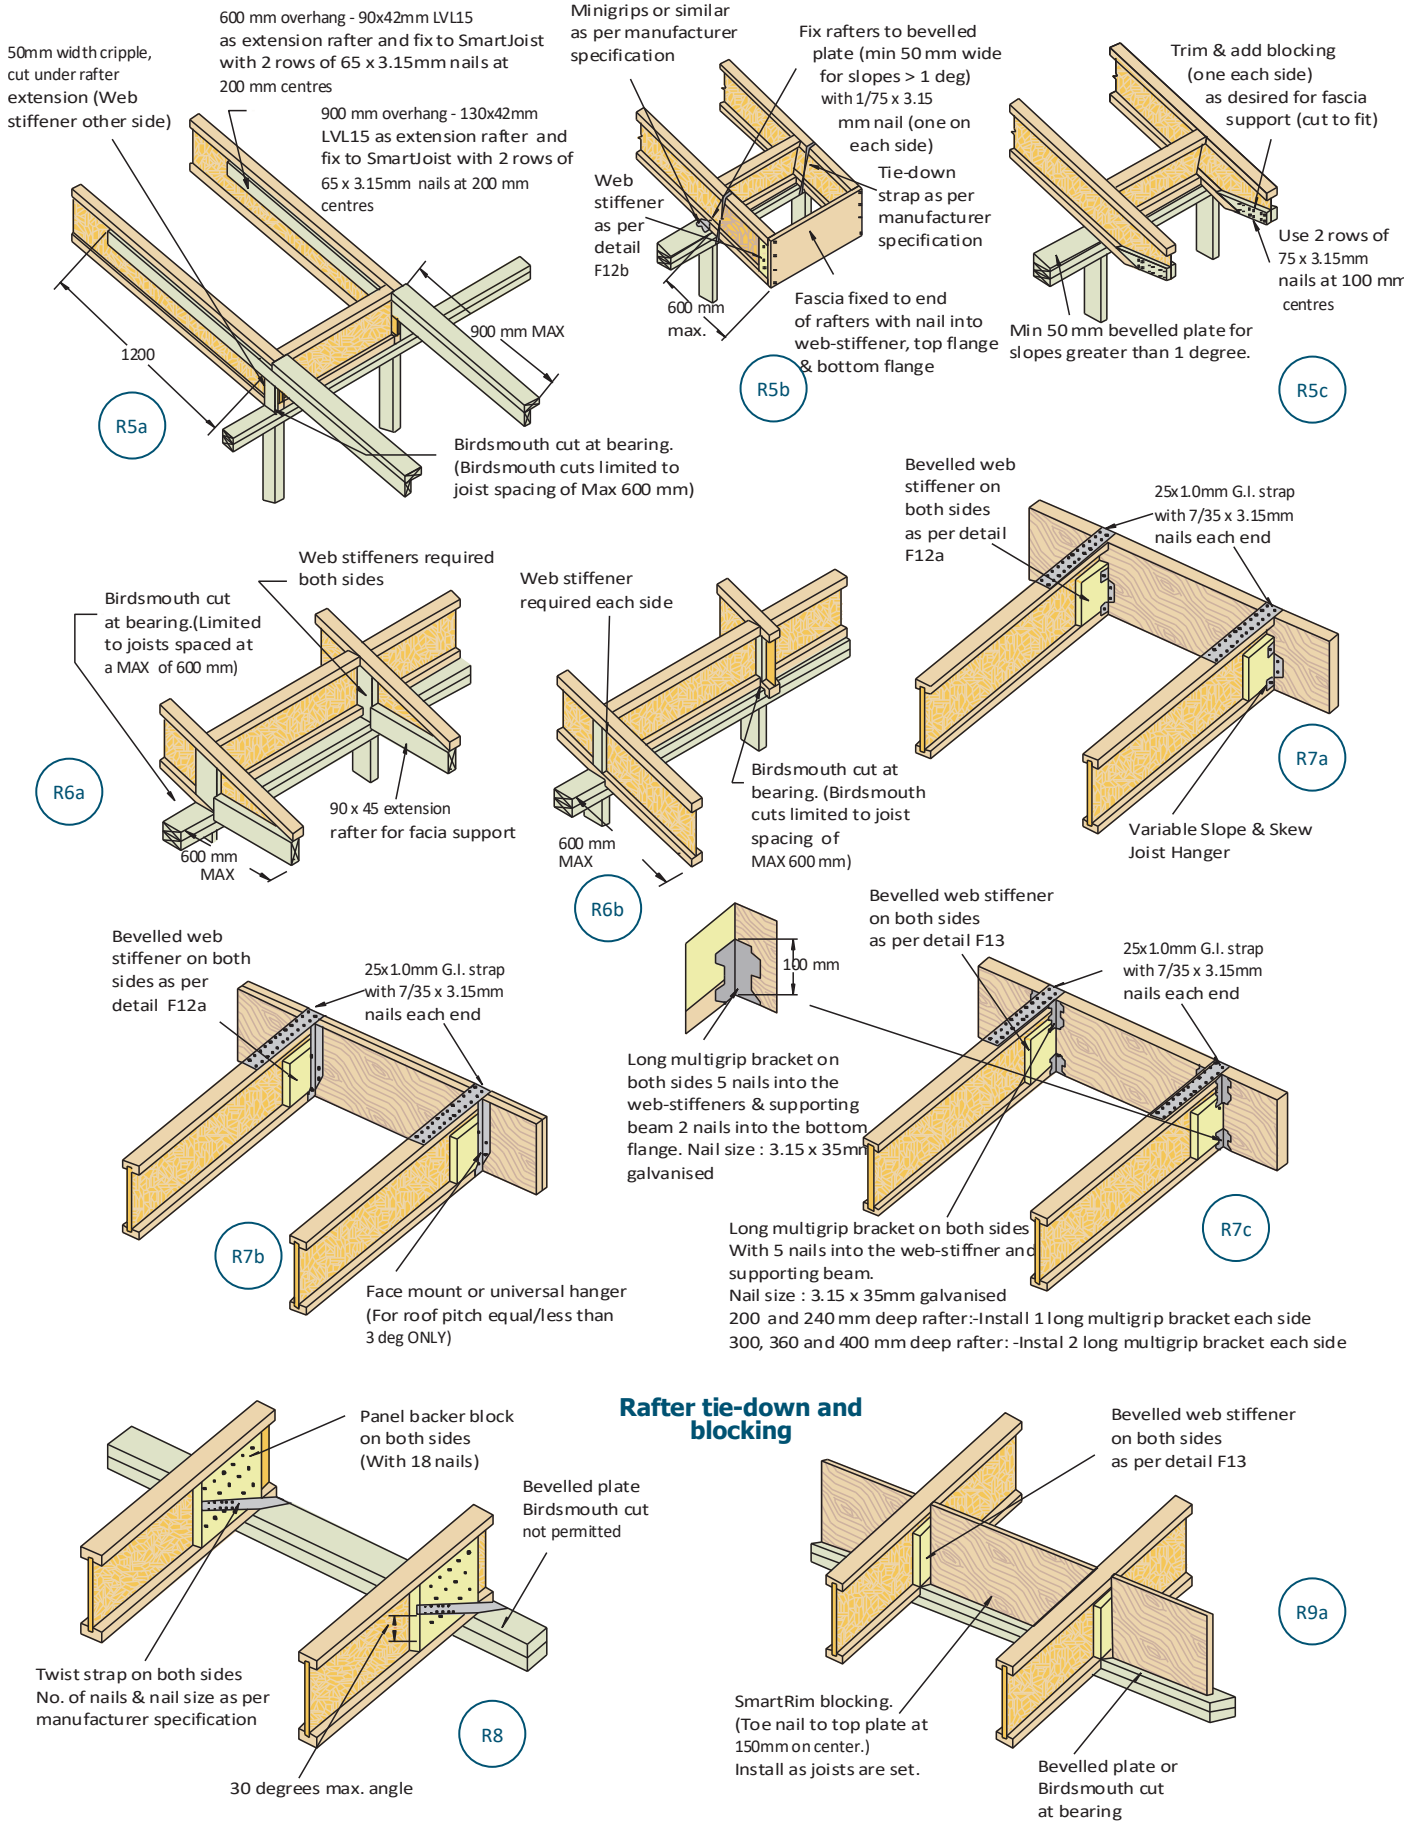 50mm width cripple,
cut under rafter
extension (Web
stiffener other side)
600 mm overhang - 90x42mm LVL15
as extension rafter and fix to SmartJoist
with 2 rows of 65 x 3.15mm nails at
200 mm centres
900 mm overhang - 130x42mm
LVL15 as extension rafter and
fix to SmartJoist with 2 rows of
65 x 3.15mm nails at 200 mm
centres
1200
900 mm MAX
R5a
Birdsmouth cut at bearing.
(Birdsmouth cuts limited to
joist spacing of Max 600 mm)
Minigrips or similar
as per manufacturer
specification
Fix rafters to bevelled
plate (min 50 mm wide
for slopes > 1 deg)
with 1/75 x 3.15
mm nail (one on
each side)
Web
stiffener
as per
detail
F12b
Tie-down
strap as per
manufacturer
specification
600 mm
max.
Fascia fixed to end
of rafters with nail into
web-stiffener, top flange
& bottom flange
R5b
Trim & add blocking
(one each side)
as desired for fascia
support (cut to fit)
Use 2 rows of
75 x 3.15mm
nails at 100 mm
centres
Min 50 mm bevelled plate for
slopes greater than 1 degree.
R5c
Web stiffeners required
both sides
Birdsmouth cut
at bearing.(Limited
to joists spaced at
a MAX of 600 mm)
R6a
90 x 45 extension
rafter for facia support
600 mm
MAX
Web stiffener
required each side
600 mm
MAX
R6b
Birdsmouth cut at
bearing. (Birdsmouth
cuts limited to joist
spacing of
MAX 600 mm)
Bevelled web
stiffener on
both sides
as per detail
F12a
25x1.0mm G.I. strap
with 7/35 x 3.15mm
nails each end
R7a
Variable Slope & Skew
Joist Hanger
Bevelled web
stiffener on both
sides as per
detail F12a
25x1.0mm G.I. strap
with 7/35 x 3.15mm
nails each end
R7b
Face mount or universal hanger
(For roof pitch equal/less than
3 deg ONLY)
100 mm
Long multigrip bracket on
both sides 5 nails into the
web-stiffeners & supporting
beam 2 nails into the bottom
flange. Nail size : 3.15 x 35mm
galvanised
Bevelled web stiffener
on both sides
as per detail F13
25x1.0mm G.I. strap
with 7/35 x 3.15mm
nails each end
R7c
Long multigrip bracket on both sides
With 5 nails into the web-stiffner and
supporting beam.
Nail size : 3.15 x 35mm galvanised
200 and 240 mm deep rafter:-Install 1 long multigrip bracket each side
300, 360 and 400 mm deep rafter: -Instal 2 long multigrip bracket each side
Rafter tie-down and
blocking
Panel backer block
on both sides
(With 18 nails)
Bevelled plate
Birdsmouth cut
not permitted
Twist strap on both sides
No. of nails & nail size as per
manufacturer specification
R8
30 degrees max. angle
Bevelled web stiffener
on both sides
as per detail F13
R9a
SmartRim blocking.
(Toe nail to top plate at
150mm on center.)
Install as joists are set.
Bevelled plate or
Birdsmouth cut
at bearing